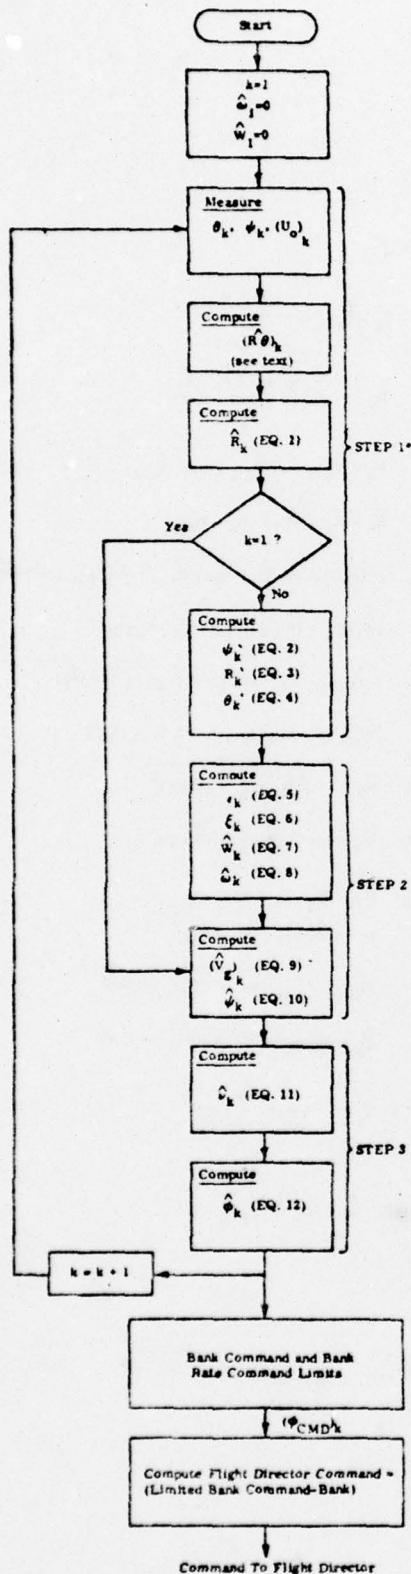 Start
k=1
ω̂₁=0
Ŵ₁=0
Measure
θₖ, ψₖ, (U₀)ₖ
Compute
(R̂θ)ₖ
(see text)
Compute
R̂ₖ (EQ. 1)
STEP 1*
Yes
k=1 ?
No
Compute
ψₖ' (EQ. 2)
Rₖ' (EQ. 3)
θₖ' (EQ. 4)
Compute
εₖ (EQ. 5)
ξₖ (EQ. 6)
Ŵₖ (EQ. 7)
ω̂ₖ (EQ. 8)
STEP 2
Compute
(V̂g)ₖ (EQ. 9)
ψ̂ₖ (EQ. 10)
Compute
(EQ. 11)
STEP 3
Compute
φ̂ₖ (EQ. 12)
k = k + 1
Bank Command and Bank
Rate Command Limits
(φCMD)ₖ
Compute Flight Director Command =
(Limited Bank Command-Bank)
Command To Flight Director